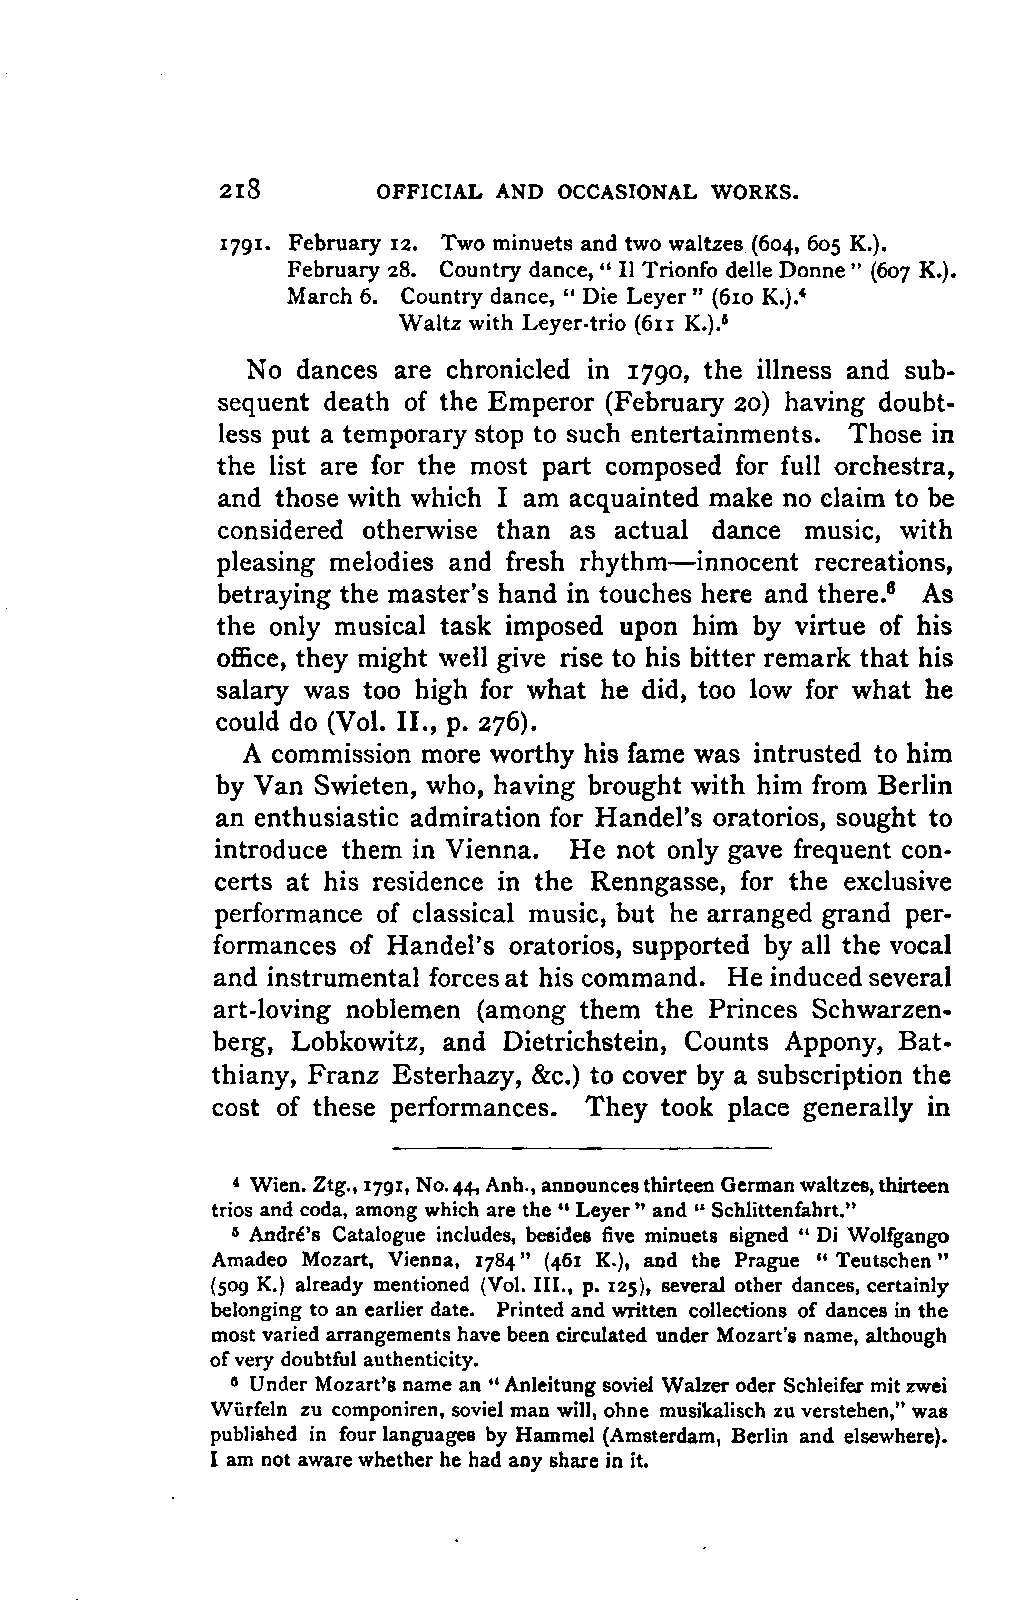 218 OFFICIAL AND OCCASIONAL WORKS.
1791. February 12. Two minuets and two waltzes (604, 605 K.).
February 28. Country dance, “ Il Trionfo delle Donne ” (607 K.).
March 6. Country dance, “ Die Leyer ” (610 K.).⁴
Waltz with Leyer-trio (611 K.).⁵
No dances are chronicled in 1790, the illness and sub-
sequent death of the Emperor (February 20) having doubt-
less put a temporary stop to such entertainments. Those in
the list are for the most part composed for full orchestra,
and those with which I am acquainted make no claim to be
considered otherwise than as actual dance music, with
pleasing melodies and fresh rhythm—innocent recreations,
betraying the master's hand in touches here and there.⁶ As
the only musical task imposed upon him by virtue of his
office, they might well give rise to his bitter remark that his
salary was too high for what he did, too low for what he
could do (Vol. II., p. 276).
A commission more worthy his fame was intrusted to him
by Van Swieten, who, having brought with him from Berlin
an enthusiastic admiration for Handel's oratorios, sought to
introduce them in Vienna. He not only gave frequent con-
certs at his residence in the Renngasse, for the exclusive
performance of classical music, but he arranged grand per-
formances of Handel's oratorios, supported by all the vocal
and instrumental forces at his command. He induced several
art-loving noblemen (among them the Princes Schwarzen-
berg, Lobkowitz, and Dietrichstein, Counts Appony, Bat-
thiany, Franz Esterhazy, &c.) to cover by a subscription the
cost of these performances. They took place generally in
⁴ Wien. Ztg., 1791, No. 44, Anh., announces thirteen German waltzes, thirteen
trios and coda, among which are the “ Leyer ” and “ Schlittenfahrt.”
⁵ André's Catalogue includes, besides five minuets signed “ Di Wolfgango
Amadeo Mozart, Vienna, 1784 ” (461 K.), and the Prague “ Teutschen ”
(509 K.) already mentioned (Vol. III., p. 125), several other dances, certainly
belonging to an earlier date. Printed and written collections of dances in the
most varied arrangements have been circulated under Mozart's name, although
of very doubtful authenticity.
⁶ Under Mozart's name an “ Anleitung soviel Walzer oder Schleifer mit zwei
Würfeln zu componiren, soviel man will, ohne musikalisch zu verstehen,” was
published in four languages by Hammel (Amsterdam, Berlin and elsewhere).
I am not aware whether he had any share in it.